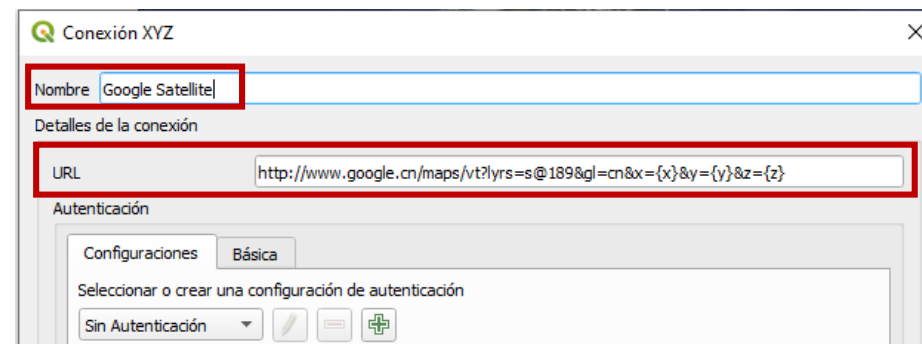 Conexión XYZ
Nombre Google Satellite
Detalles de la conexión
URL http://www.google.cn/maps/vt?lyrs=s@189&gl=cn&x={x}&y={y}&z={z}
Autenticación
Configuraciones Básica
Seleccionar o crear una configuración de autenticación
Sin Autenticación